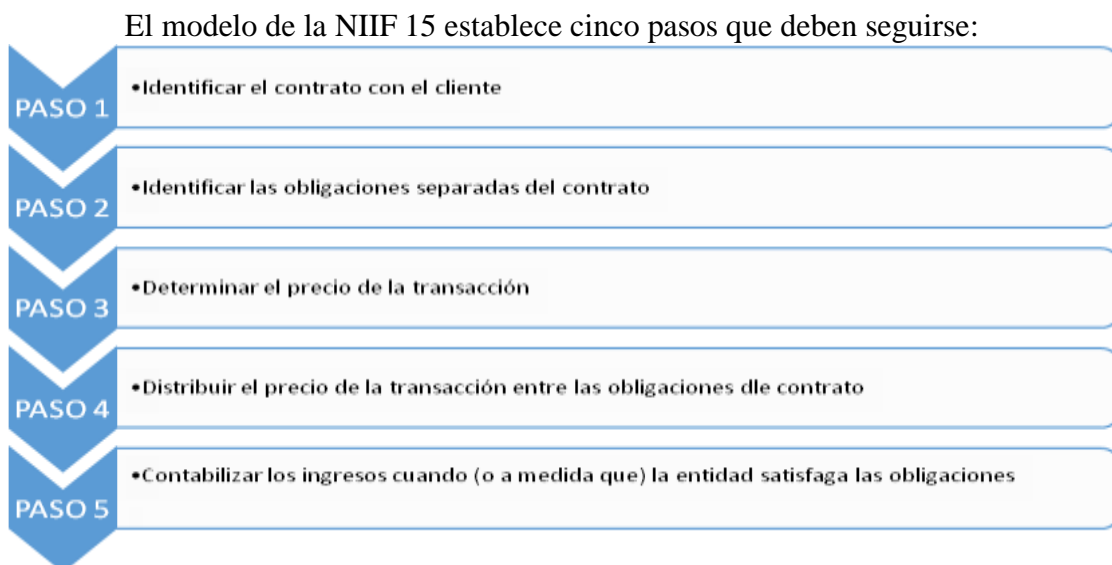 El modelo de la NIIF 15 establece cinco pasos que deben seguirse:
PASO 1
•Identificar el contrato con el cliente
PASO 2
•Identificar las obligaciones separadas del contrato
PASO 3
•Determinar el precio de la transacción
PASO 4
•Distribuir el precio de la transacción entre las obligaciones dle contrato
PASO 5
•Contabilizar los ingresos cuando (o a medida que) la entidad satisfaga las obligaciones